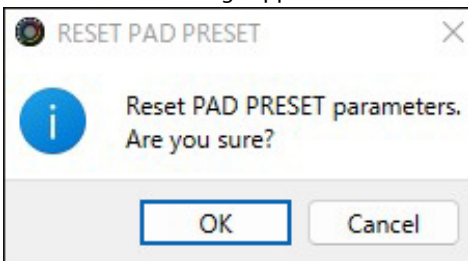 RESET PAD PRESET
Reset PAD PRESET parameters.
Are you sure?
OK
Cancel